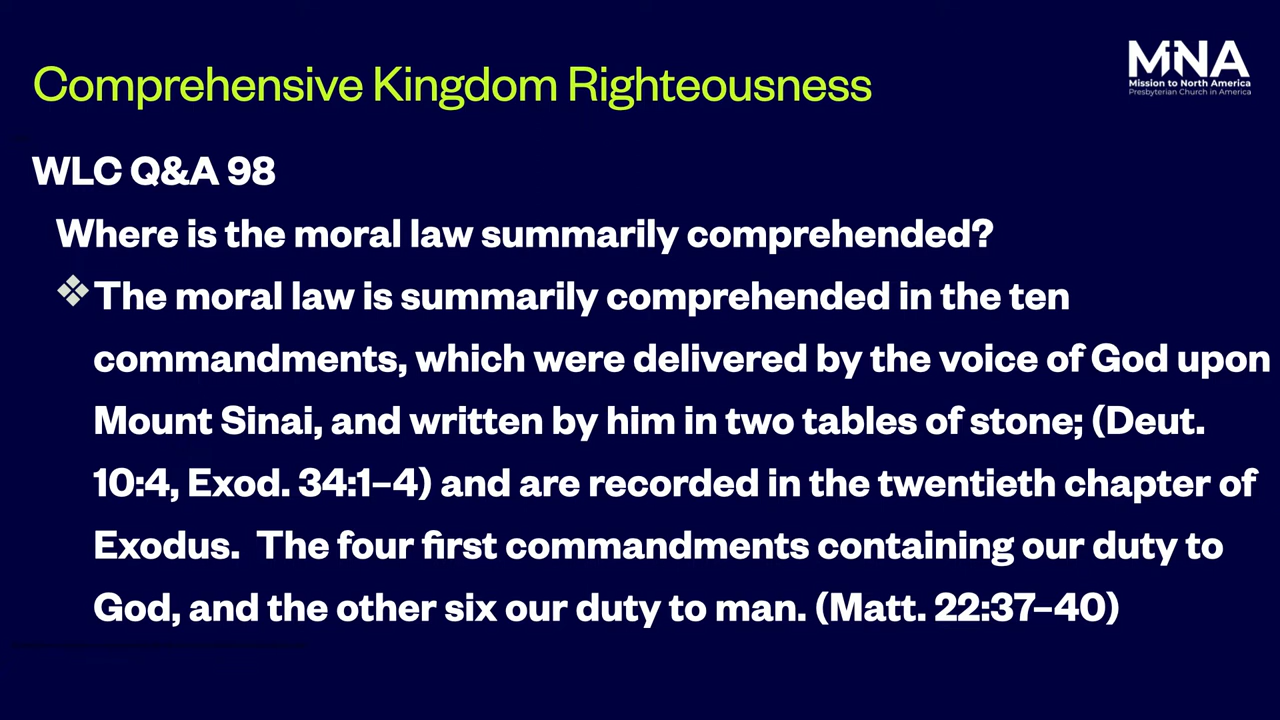 Comprehensive Kingdom Righteousness
MNA
Mission to North America
Presbyterian Church in America
WLC Q&A 98
Where is the moral law summarily comprehended?
❖The moral law is summarily comprehended in the ten
commandments, which were delivered by the voice of God upon
Mount Sinai, and written by him in two tables of stone; (Deut.
10:4, Exod. 34:1–4) and are recorded in the twentieth chapter of
Exodus.  The four first commandments containing our duty to
God, and the other six our duty to man. (Matt. 22:37–40)